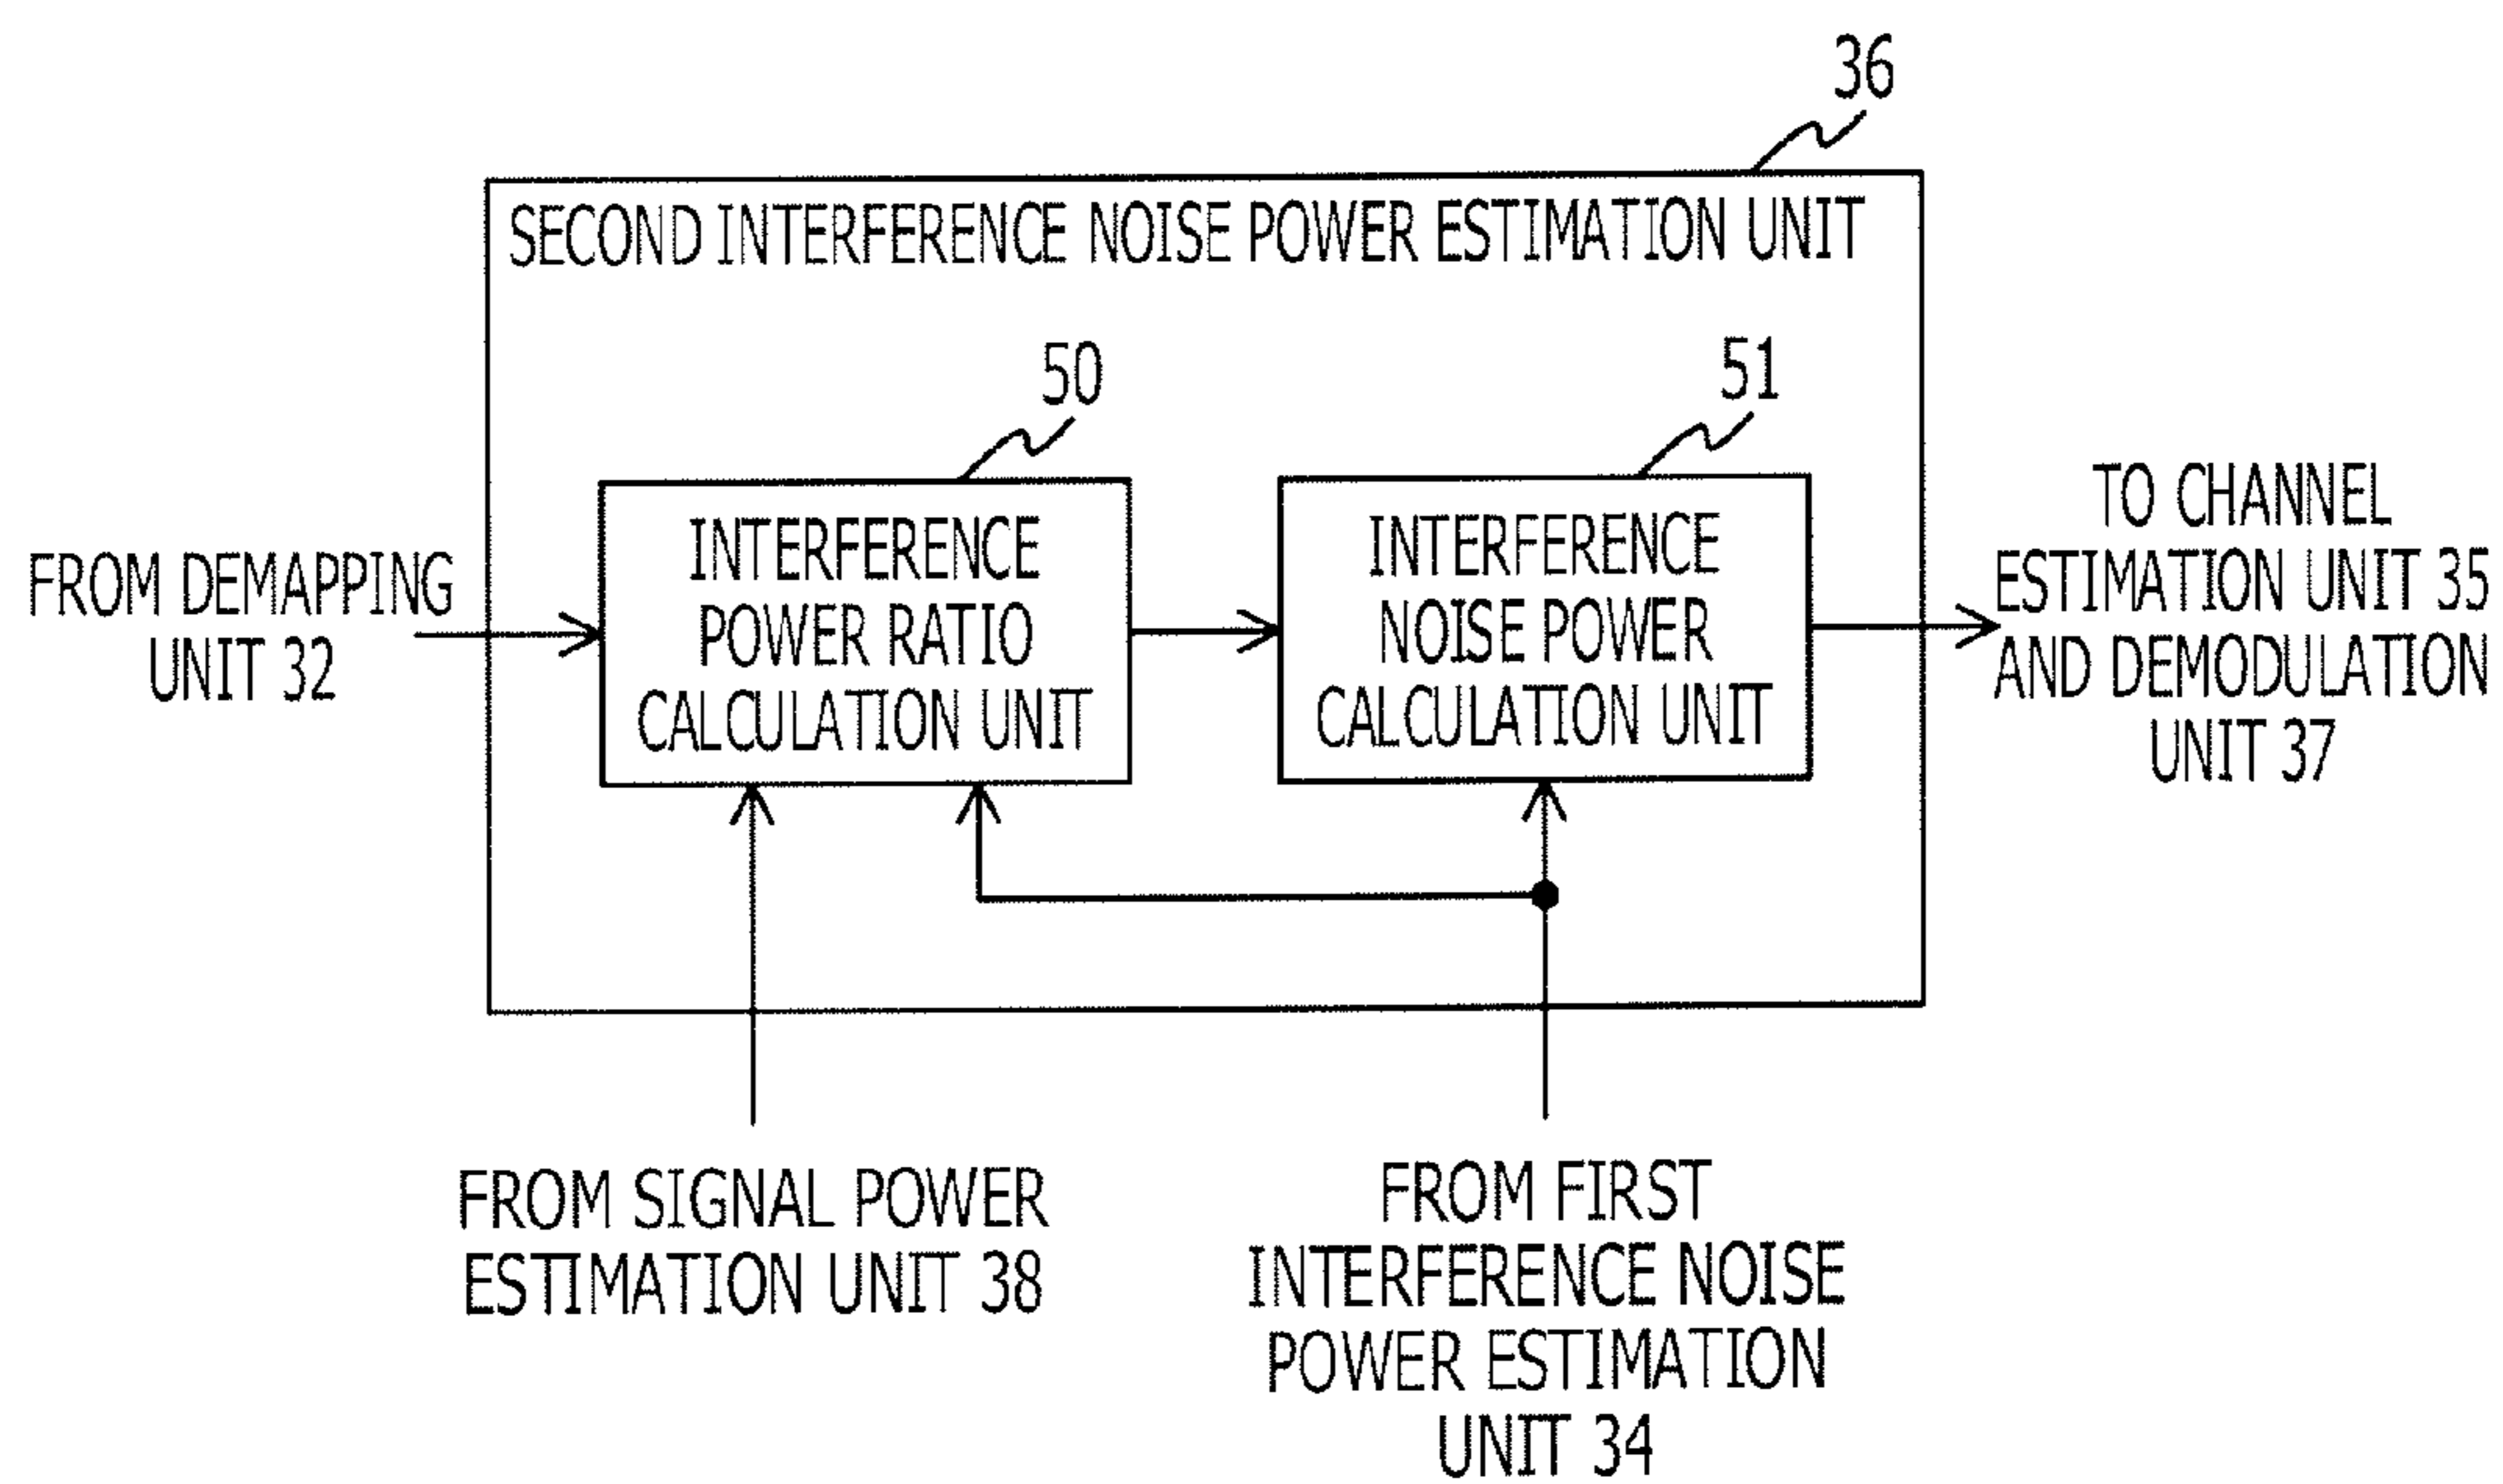 36
SECOND INTERFERENCE NOISE POWER ESTIMATION UNIT
50
51
FROM DEMAPPING
UNIT 32
INTERFERENCE
POWER RATIO
CALCULATION UNIT
INTERFERENCE
NOISE POWER
CALCULATION UNIT
TO CHANNEL
ESTIMATION UNIT 35
AND DEMODULATION
UNIT 37
FROM SIGNAL POWER
ESTIMATION UNIT 38
FROM FIRST
INTERFERENCE NOISE
POWER ESTIMATION
UNIT 34